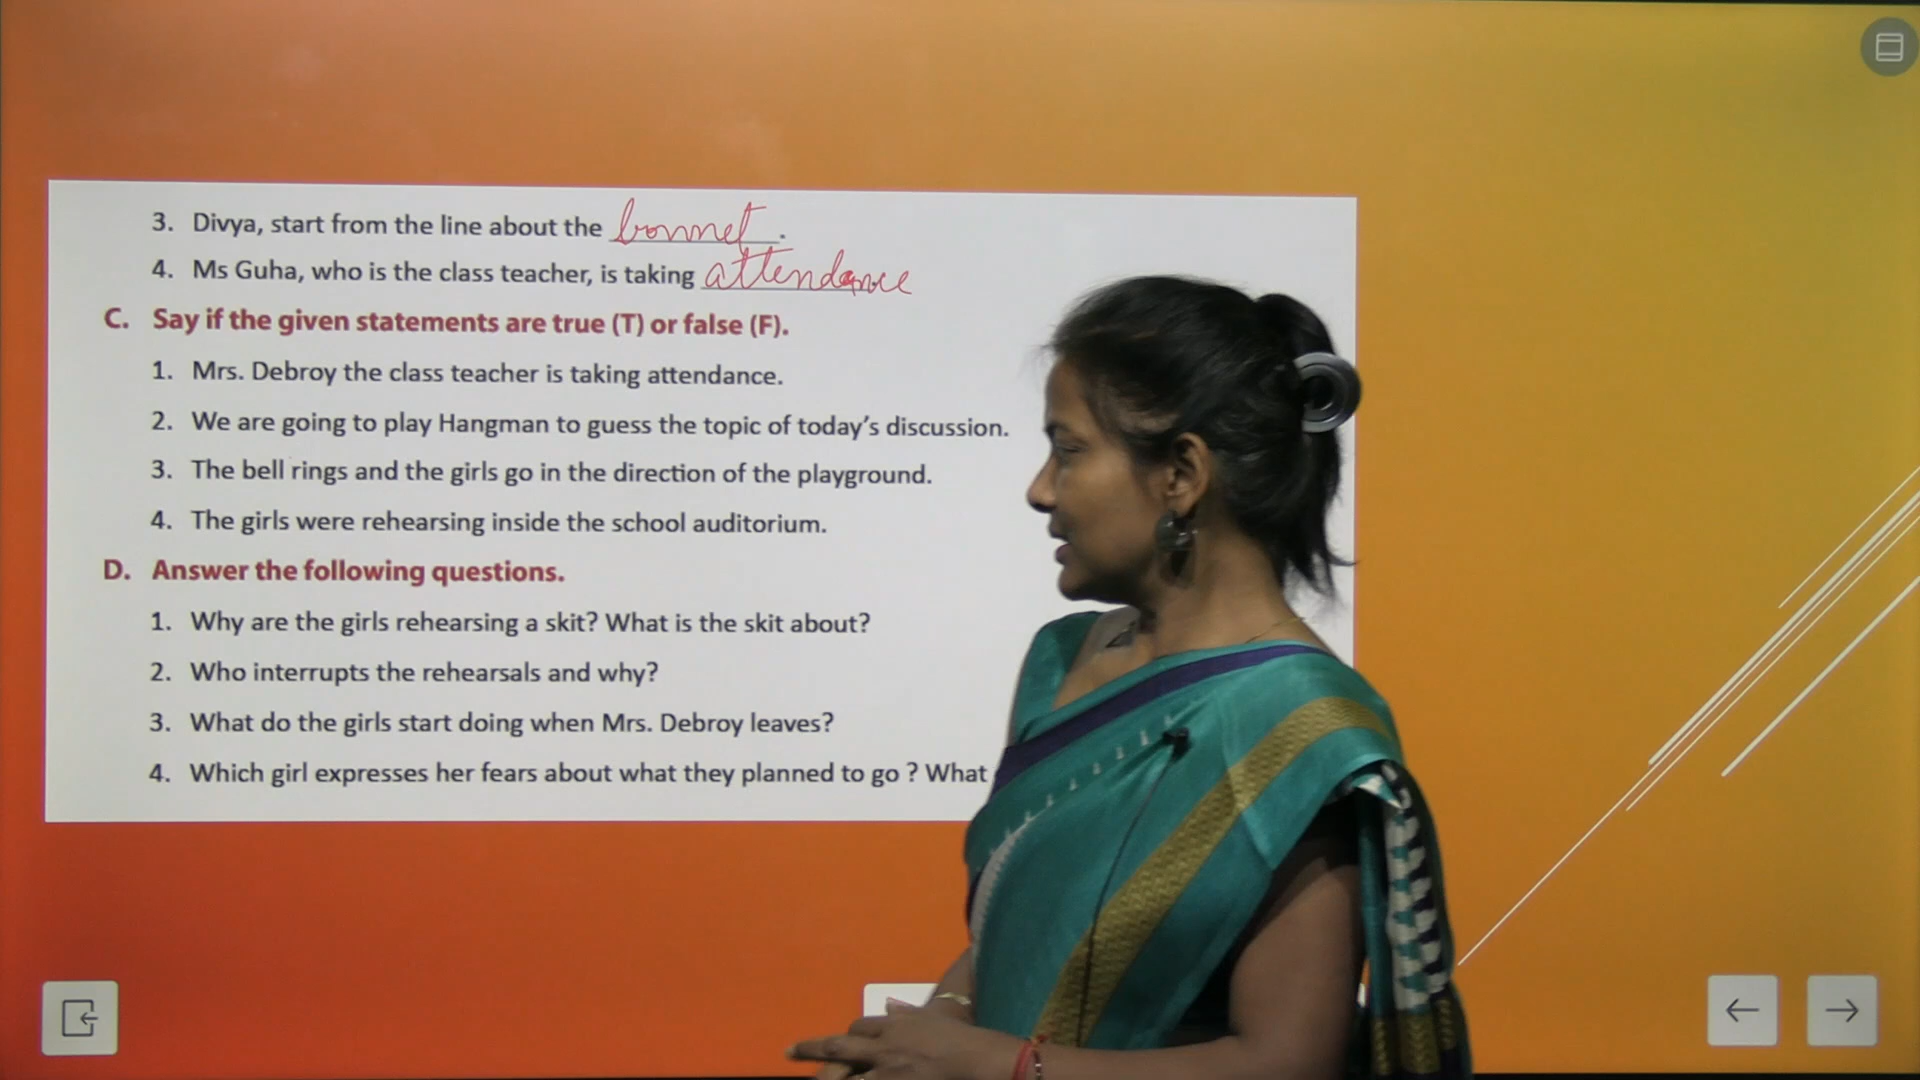 3. Divya, start from the line about the bonnet.
4. Ms Guha, who is the class teacher, is taking attendance
C. Say if the given statements are true (T) or false (F).
1. Mrs. Debroy the class teacher is taking attendance.
2. We are going to play Hangman to guess the topic of today's discussion.
3. The bell rings and the girls go in the direction of the playground.
4. The girls were rehearsing inside the school auditorium.
D. Answer the following questions.
1. Why are the girls rehearsing a skit? What is the skit about?
2. Who interrupts the rehearsals and why?
3. What do the girls start doing when Mrs. Debroy leaves?
4. Which girl expresses her fears about what they planned to go ? What